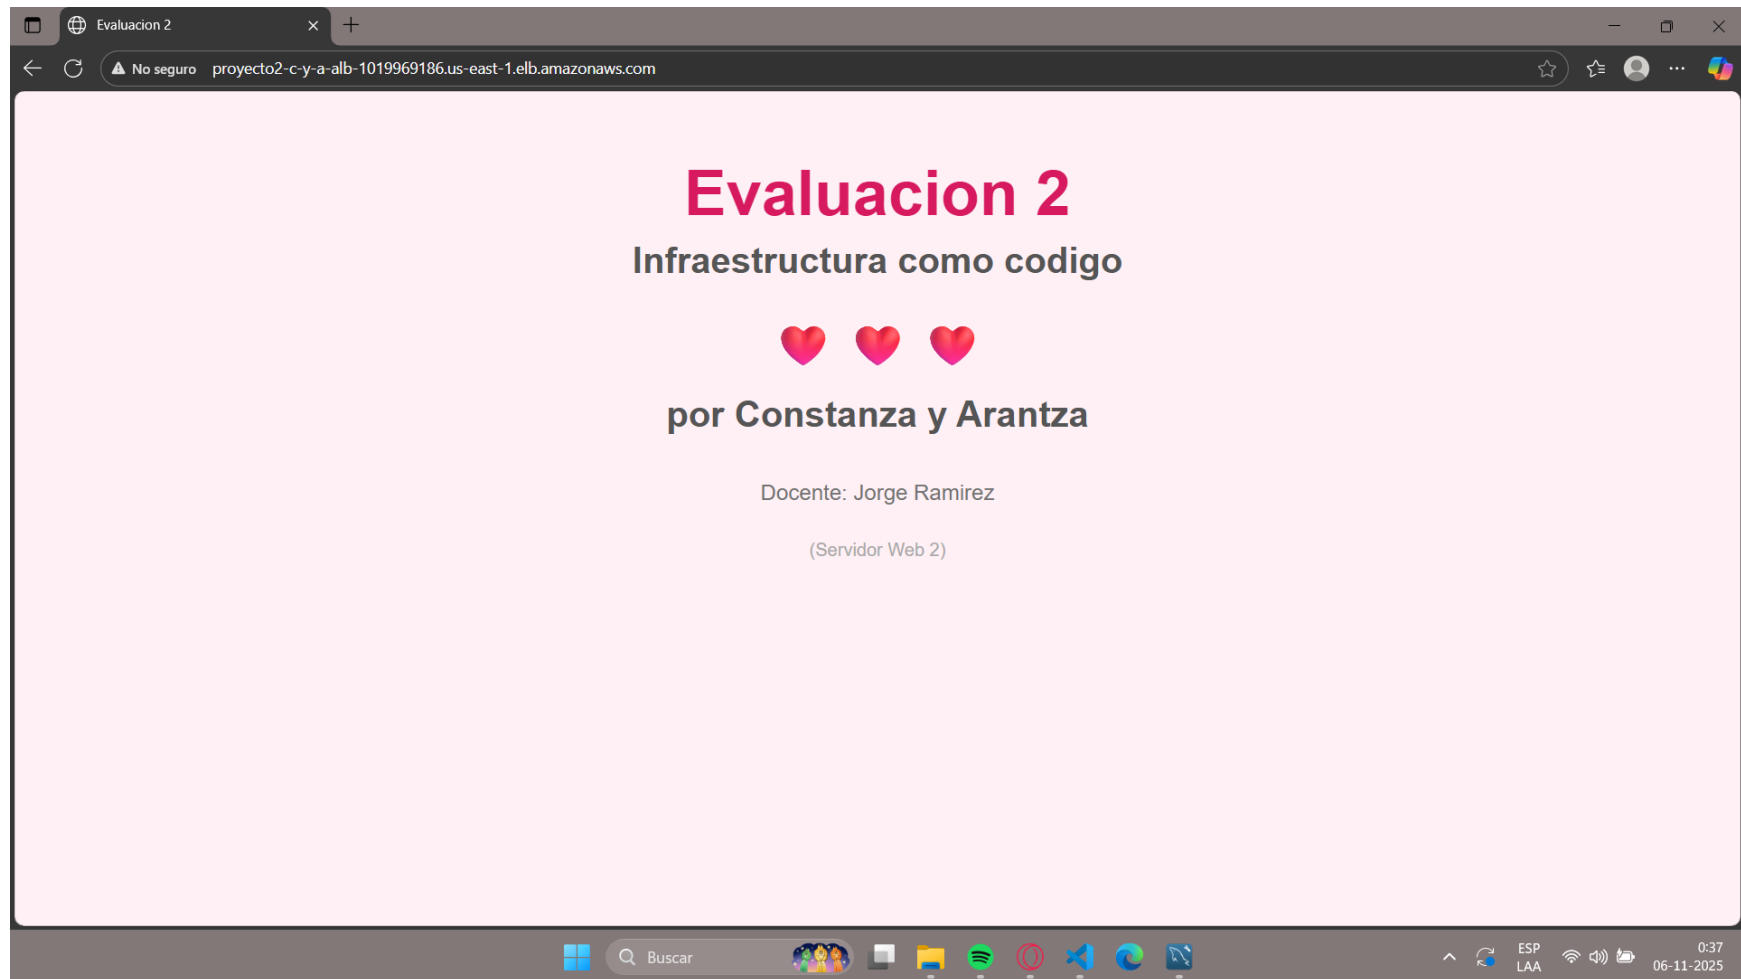 Evaluacion 2
No seguro proyecto2-c-y-a-alb-1019969186.us-east-1.elb.amazonaws.com
Evaluacion 2
Infraestructura como codigo
por Constanza y Arantza
Docente: Jorge Ramirez
(Servidor Web 2)
Buscar
ESP
LAA
0:37
06-11-2025